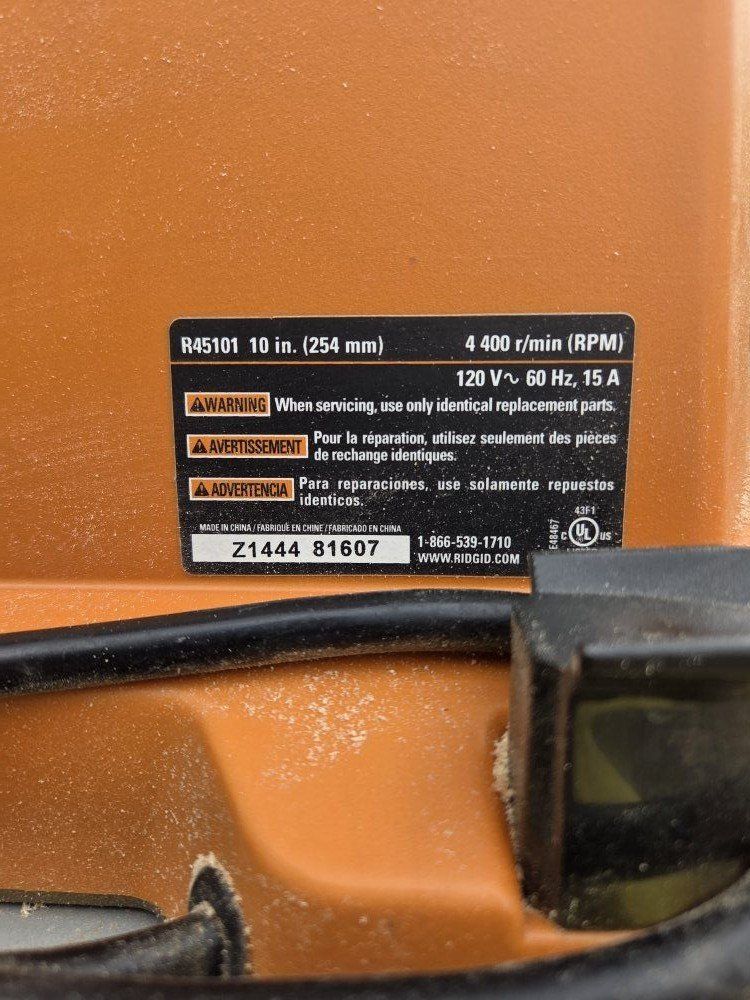 R45101 10 in. (254 mm) 4 400 r/min (RPM)
120 V∿ 60 Hz, 15 A
WARNING When servicing, use only identical replacement parts.
AVERTISSEMENT Pour la réparation, utilisez seulement des pièces
de rechange identiques.
ADVERTENCIA Para reparaciones, use solamente repuestos
identicos.
MADE IN CHINA / FABRIQUÉ EN CHINE / FABRICADO EN CHINA
Z1444 81607
1-866-539-1710
WWW.RIDGID.COM
E48467
43F1
C UL US